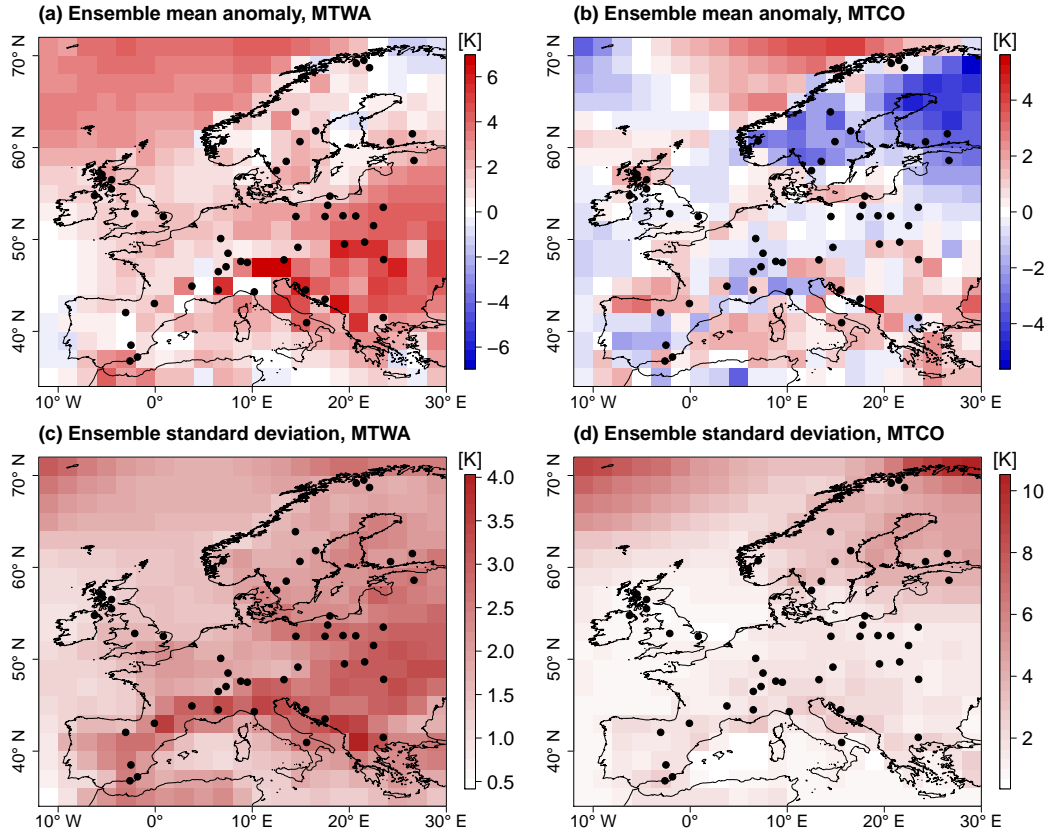 (a) Ensemble mean anomaly, MTWA
[K]
70° N
60° N
50° N
40° N
10° W
0°
10° E
20° E
30° E
6
4
2
0
−2
−4
−6
(b) Ensemble mean anomaly, MTCO
[K]
70° N
60° N
50° N
40° N
10° W
0°
10° E
20° E
30° E
4
2
0
−2
−4
(c) Ensemble standard deviation, MTWA
[K]
70° N
60° N
50° N
40° N
10° W
0°
10° E
20° E
30° E
4.0
3.5
3.0
2.5
2.0
1.5
1.0
0.5
(d) Ensemble standard deviation, MTCO
[K]
70° N
60° N
50° N
40° N
10° W
0°
10° E
20° E
30° E
10
8
6
4
2